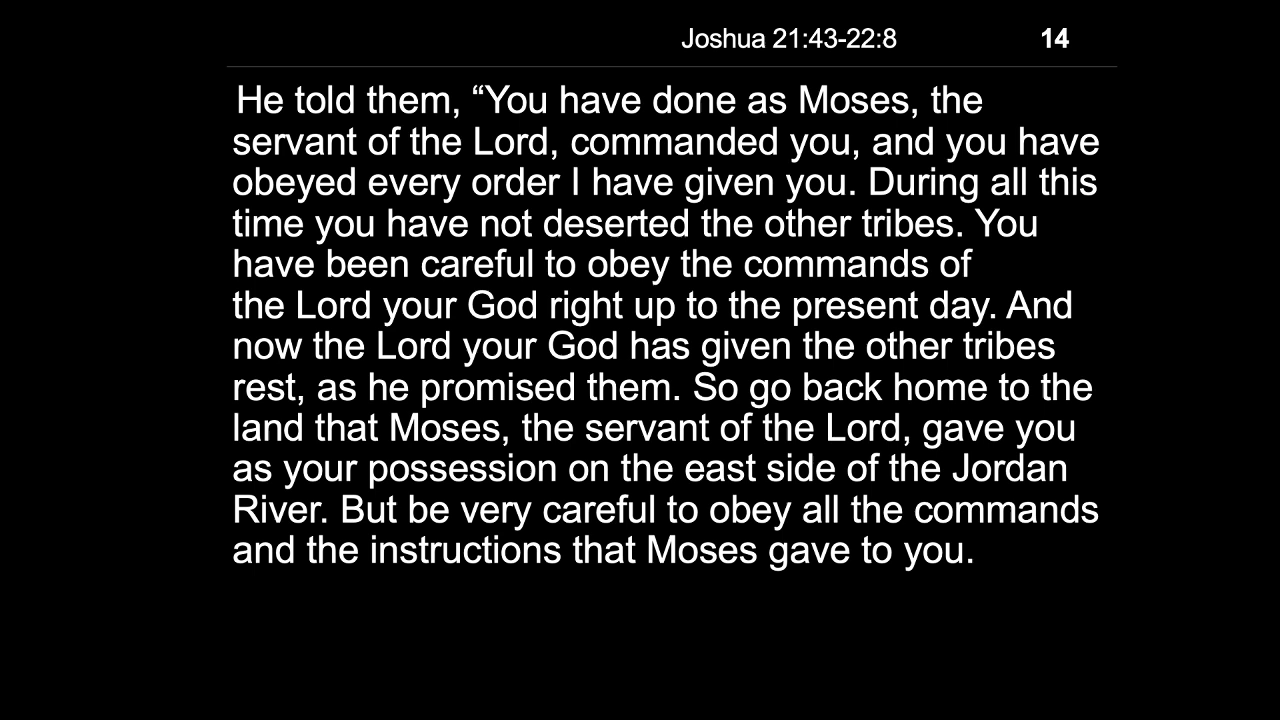 Joshua 21:43-22:8 14
He told them, “You have done as Moses, the
servant of the Lord, commanded you, and you have
obeyed every order I have given you. During all this
time you have not deserted the other tribes. You
have been careful to obey the commands of
the Lord your God right up to the present day. And
now the Lord your God has given the other tribes
rest, as he promised them. So go back home to the
land that Moses, the servant of the Lord, gave you
as your possession on the east side of the Jordan
River. But be very careful to obey all the commands
and the instructions that Moses gave to you.